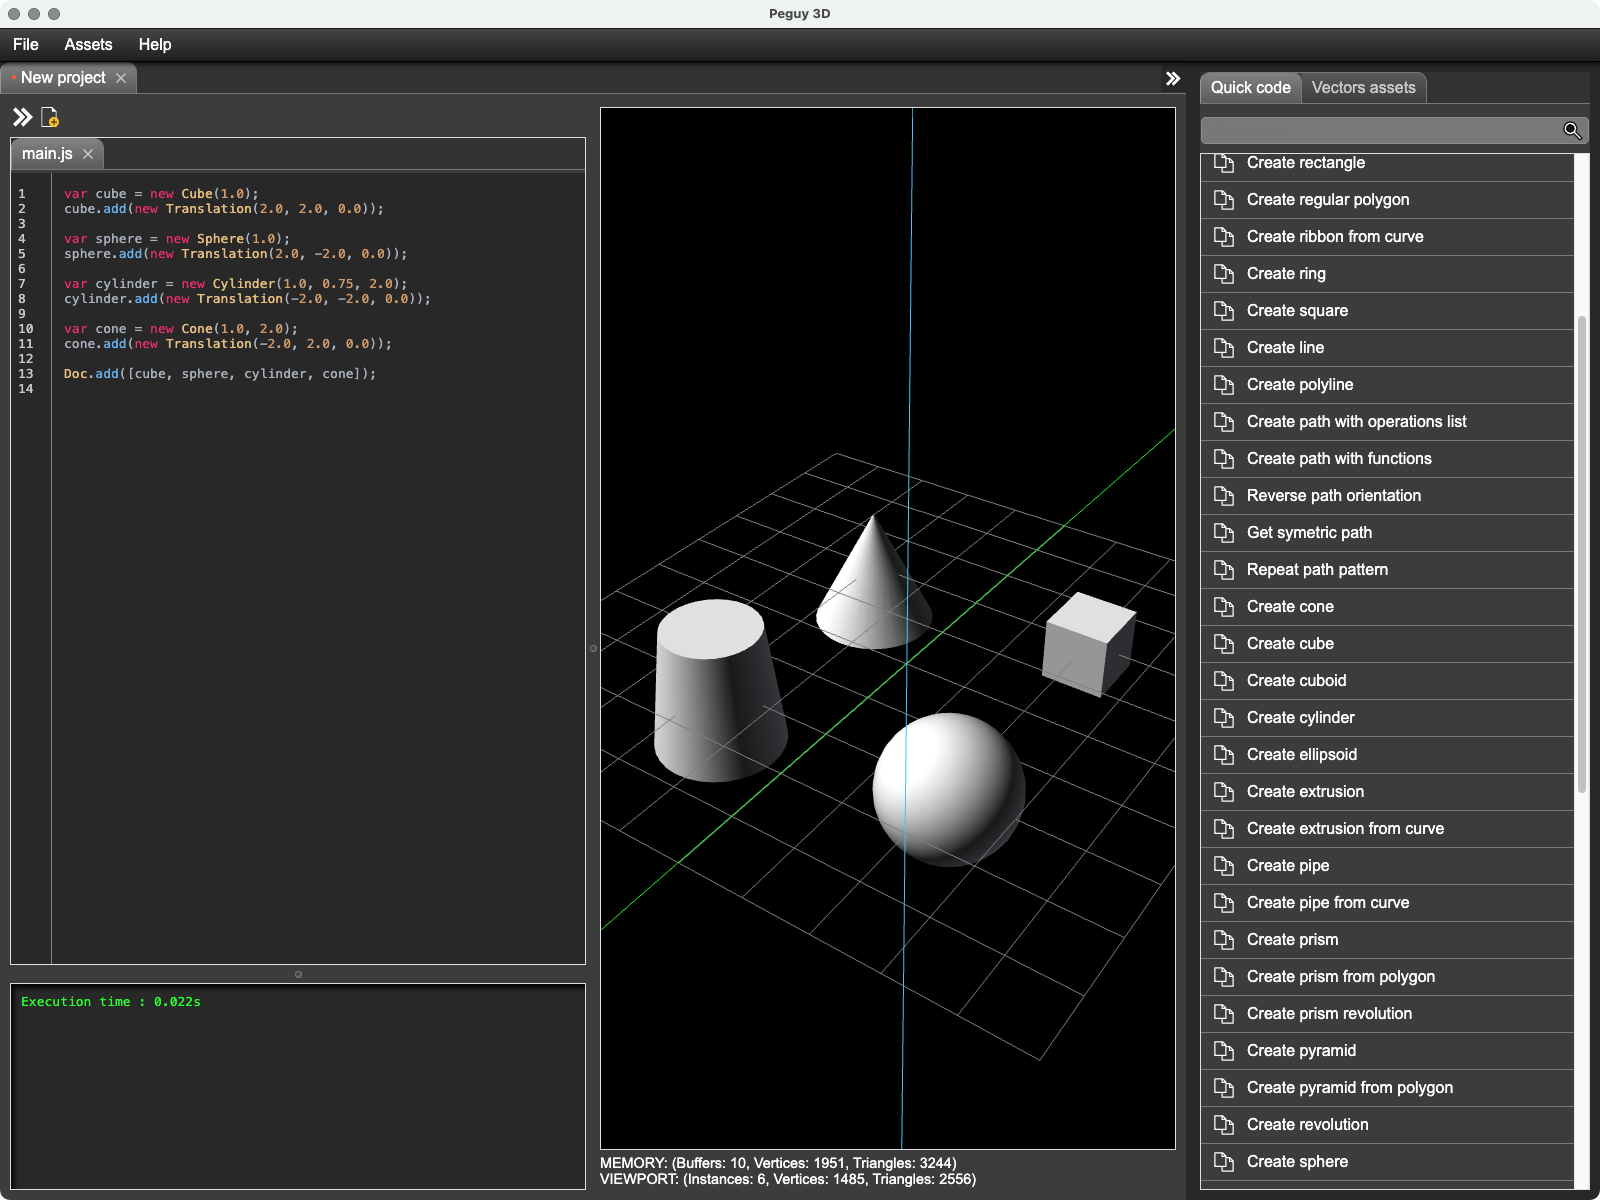 Peguy 3D
File Assets Help
New project
main.js
1 var cube = new Cube(1.0);
2 cube.add(new Translation(2.0, 2.0, 0.0));
3
4 var sphere = new Sphere(1.0);
5 sphere.add(new Translation(2.0, -2.0, 0.0));
6
7 var cylinder = new Cylinder(1.0, 0.75, 2.0);
8 cylinder.add(new Translation(-2.0, -2.0, 0.0));
9
10 var cone = new Cone(1.0, 2.0);
11 cone.add(new Translation(-2.0, 2.0, 0.0));
12
13 Doc.add([cube, sphere, cylinder, cone]);
14
Execution time : 0.022s
MEMORY: (Buffers: 10, Vertices: 1951, Triangles: 3244)
VIEWPORT: (Instances: 6, Vertices: 1485, Triangles: 2556)
Quick code Vectors assets
Create rectangle
Create regular polygon
Create ribbon from curve
Create ring
Create square
Create line
Create polyline
Create path with operations list
Create path with functions
Reverse path orientation
Get symetric path
Repeat path pattern
Create cone
Create cube
Create cuboid
Create cylinder
Create ellipsoid
Create extrusion
Create extrusion from curve
Create pipe
Create pipe from curve
Create prism
Create prism from polygon
Create prism revolution
Create pyramid
Create pyramid from polygon
Create revolution
Create sphere